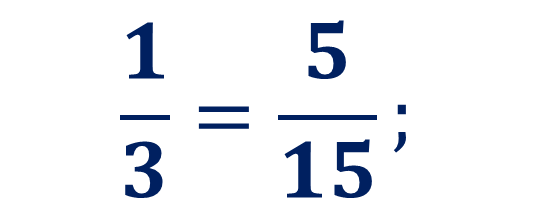 1/3 = 5/15;